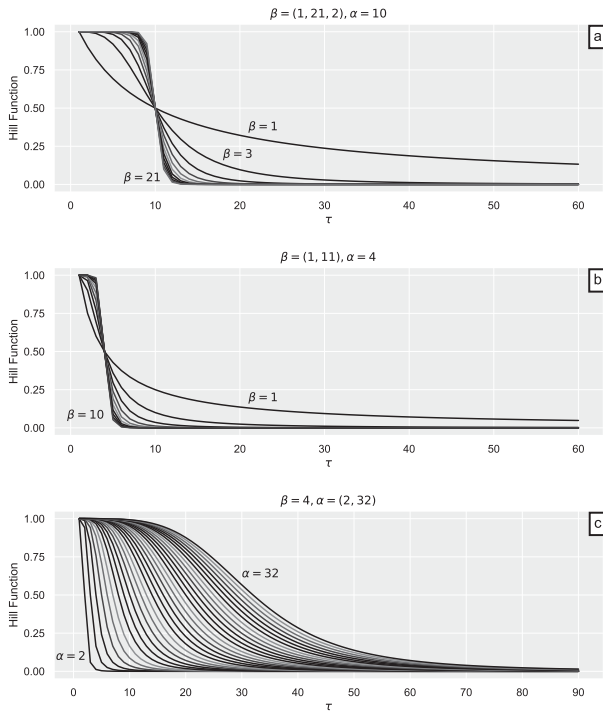 β = (1, 21, 2), α = 10
a
Hill Function
1.00
0.75
0.50
0.25
0.00
β = 1
β = 3
β = 21
0 10 20 30 40 50 60
τ
β = (1, 11), α = 4
b
Hill Function
1.00
0.75
0.50
0.25
0.00
β = 1
β = 10
0 10 20 30 40 50 60
τ
β = 4, α = (2, 32)
c
Hill Function
1.00
0.75
0.50
0.25
0.00
α = 32
α = 2
0 10 20 30 40 50 60 70 80 90
τ